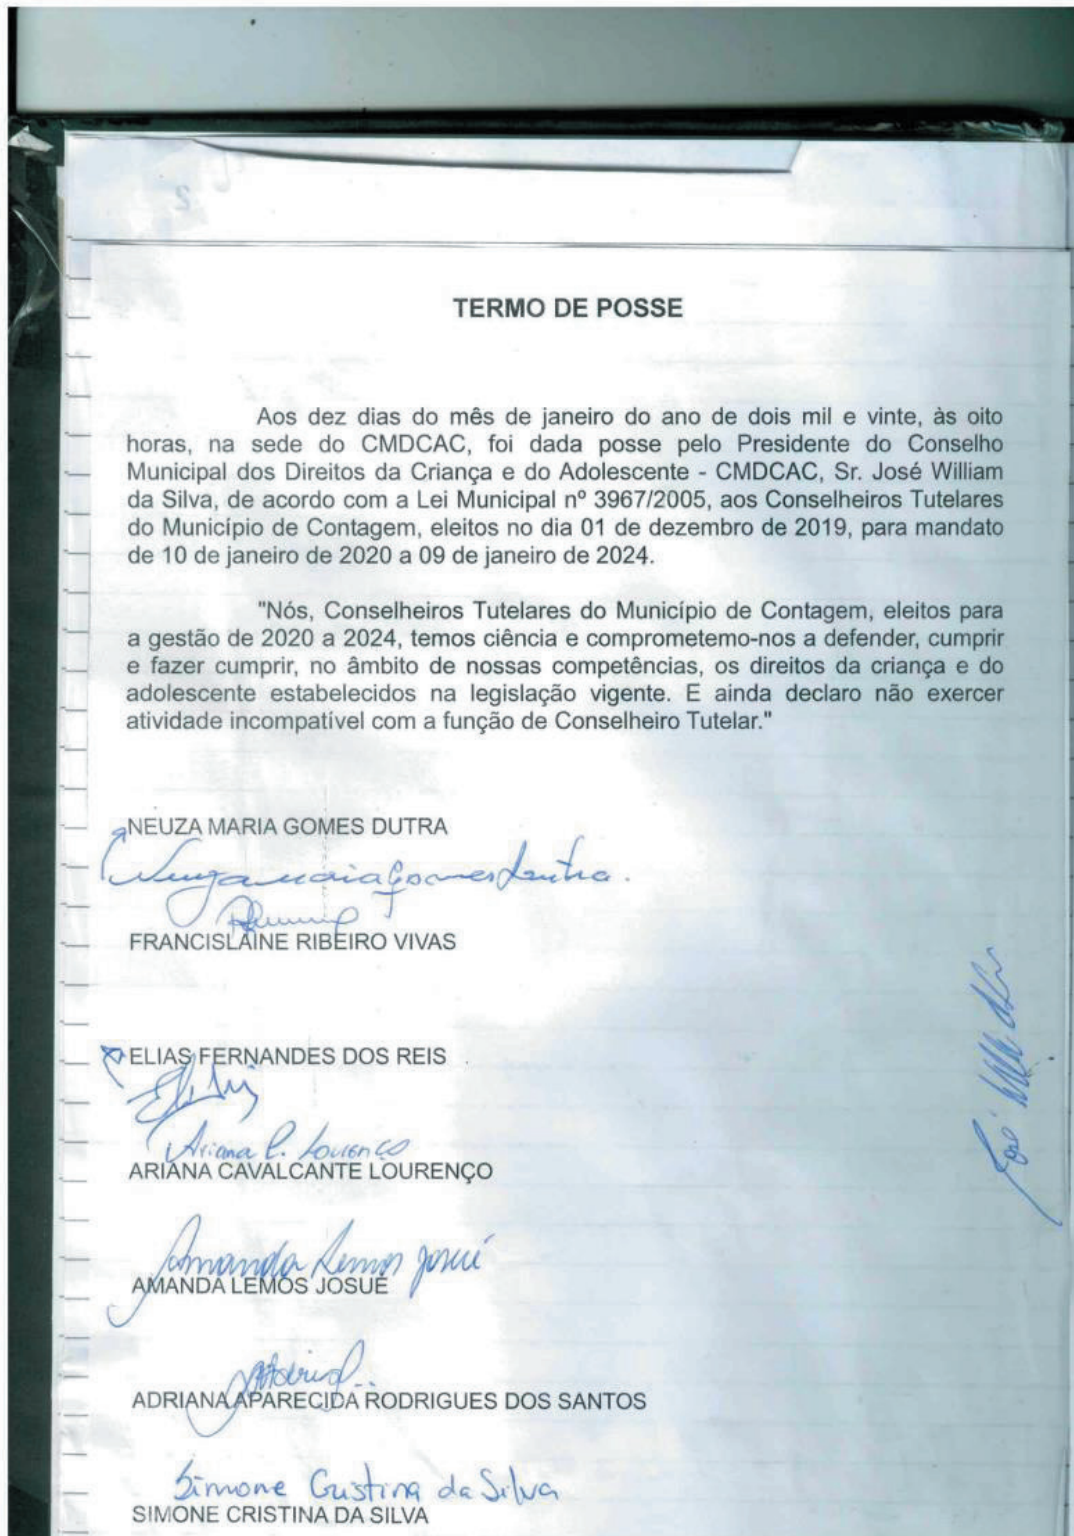 TERMO DE POSSE
Aos dez dias do mês de janeiro do ano de dois mil e vinte, às oito
horas, na sede do CMDCAC, foi dada posse pelo Presidente do Conselho
Municipal dos Direitos da Criança e do Adolescente - CMDCAC, Sr. José William
da Silva, de acordo com a Lei Municipal nº 3967/2005, aos Conselheiros Tutelares
do Município de Contagem, eleitos no dia 01 de dezembro de 2019, para mandato
de 10 de janeiro de 2020 a 09 de janeiro de 2024.
"Nós, Conselheiros Tutelares do Município de Contagem, eleitos para
a gestão de 2020 a 2024, temos ciência e comprometemo-nos a defender, cumprir
e fazer cumprir, no âmbito de nossas competências, os direitos da criança e do
adolescente estabelecidos na legislação vigente. E ainda declaro não exercer
atividade incompatível com a função de Conselheiro Tutelar."
NEUZA MARIA GOMES DUTRA
Neuza Maria Gomes Dutra.
FRANCISLAINE RIBEIRO VIVAS
ELIAS FERNANDES DOS REIS
Ariana C. Lourenço
ARIANA CAVALCANTE LOURENÇO
Amanda Lemos Josué
AMANDA LEMOS JOSUÉ
ADRIANA APARECIDA RODRIGUES DOS SANTOS
Simone Cristina da Silva
SIMONE CRISTINA DA SILVA
José